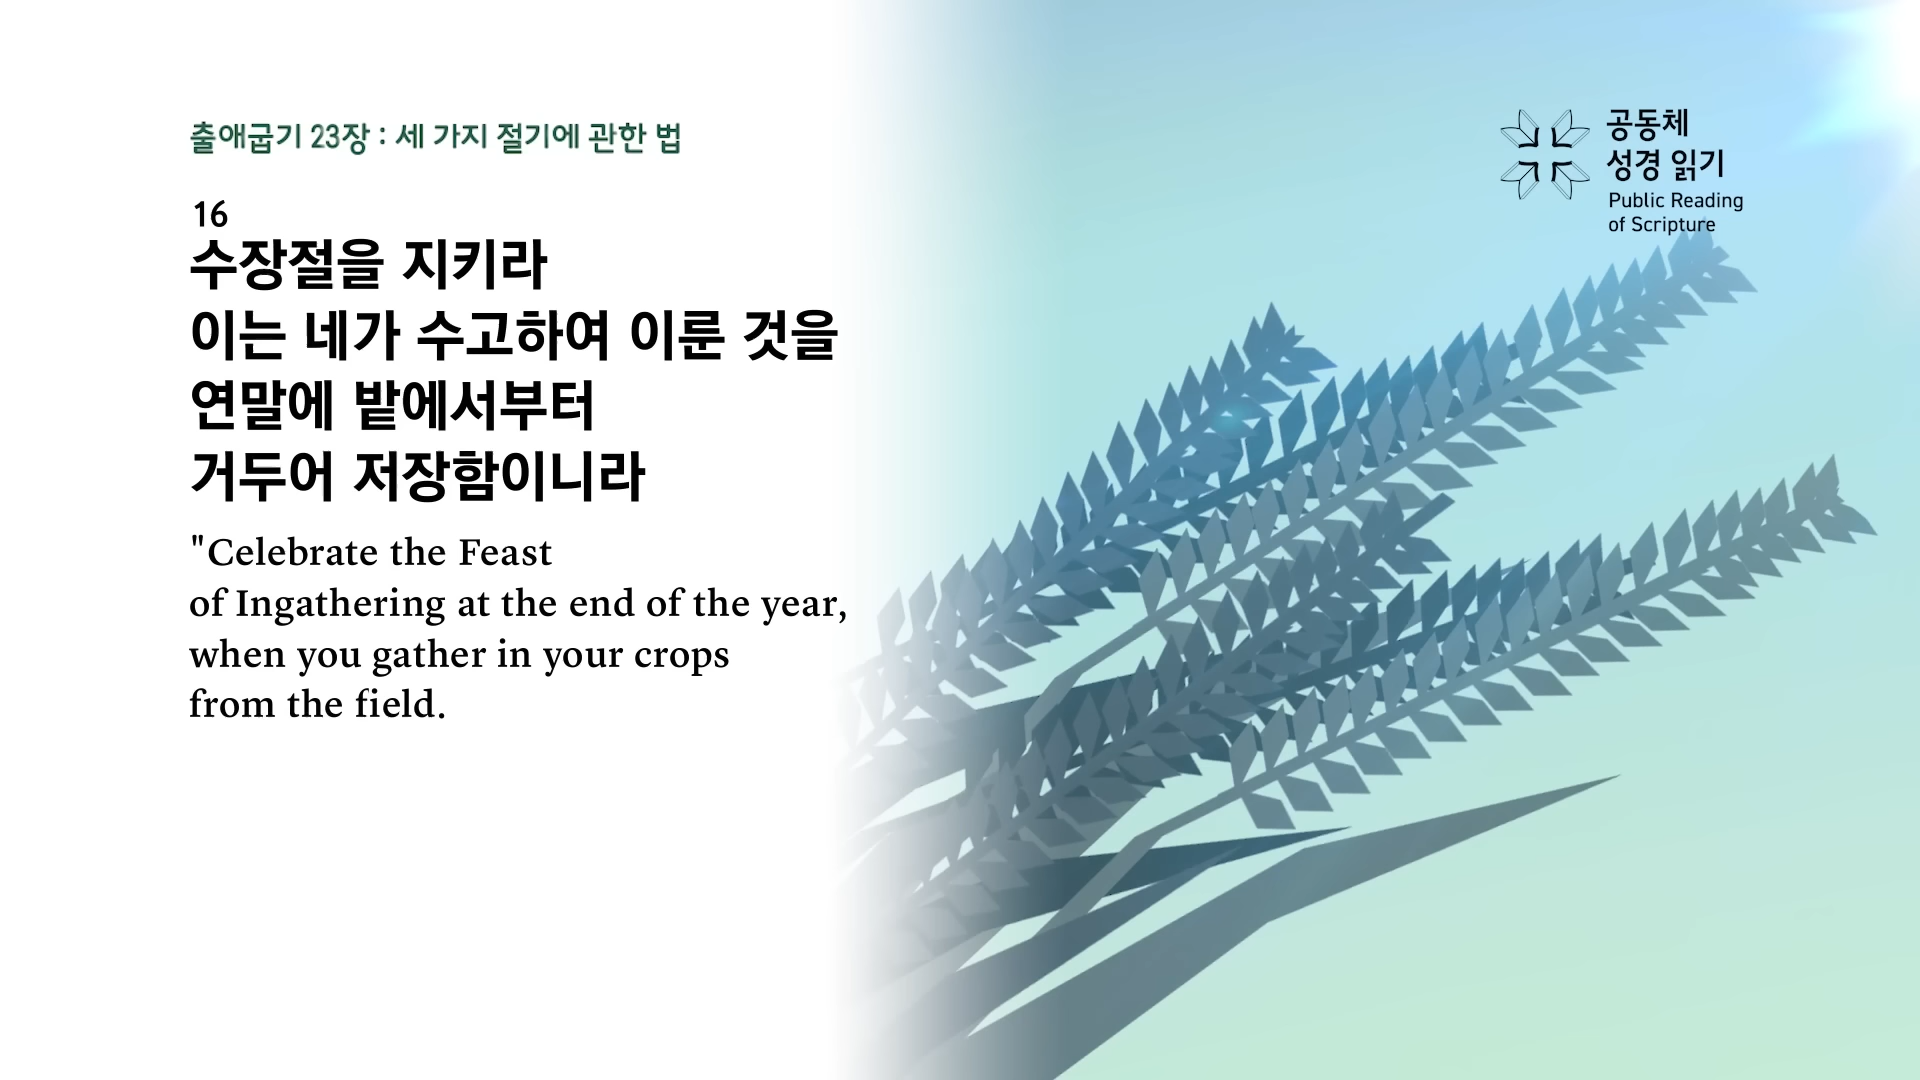 출애굽기 23장 : 세 가지 절기에 관한 법
16
수장절을 지키라
이는 네가 수고하여 이룬 것을
연말에 밭에서부터
거두어 저장함이니라
"Celebrate the Feast
of Ingathering at the end of the year,
when you gather in your crops
from the field.
공동체
성경 읽기
Public Reading
of Scripture